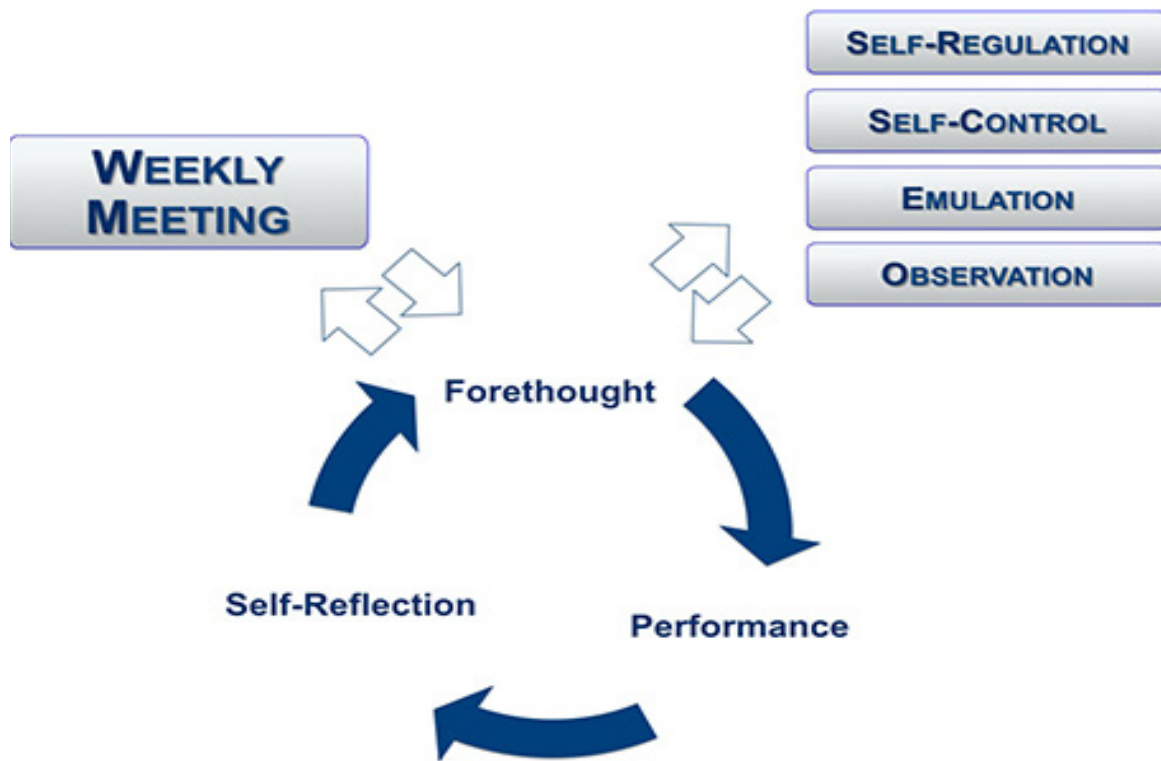 SELF-REGULATION
SELF-CONTROL
WEEKLY
MEETING
EMULATION
OBSERVATION
Forethought
Self-Reflection
Performance